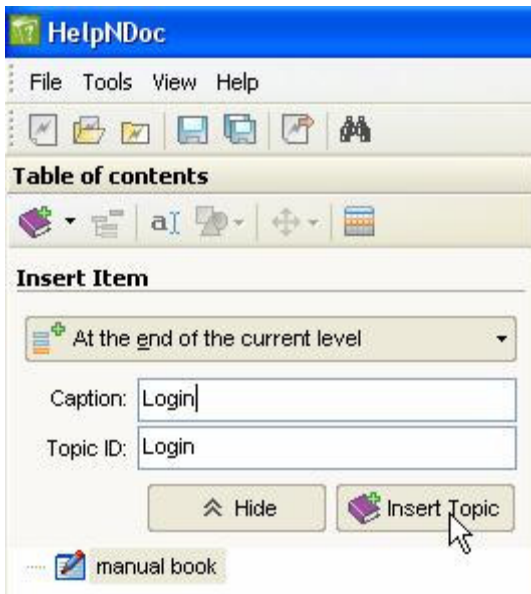 HelpNDoc
File Tools View Help
Table of contents
aI
Insert Item
At the end of the current level
Caption: Login
Topic ID: Login
Hide Insert Topic
manual book